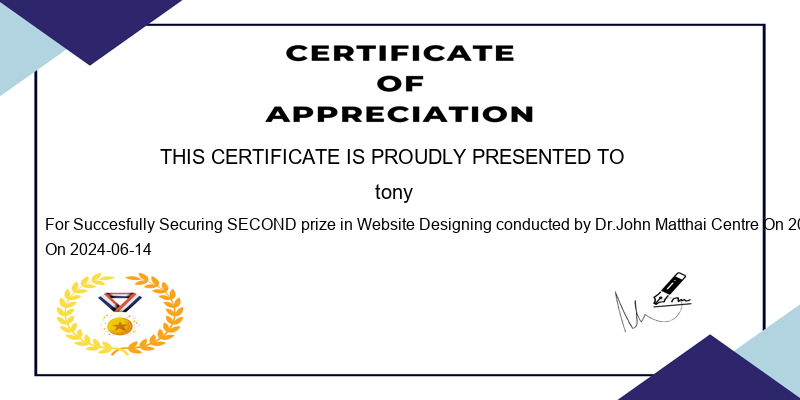 CERTIFICATE
OF
APPRECIATION
THIS CERTIFICATE IS PROUDLY PRESENTED TO
tony
For Succesfully Securing SECOND prize in Website Designing conducted by Dr.John Matthai Centre On 20
On 2024-06-14